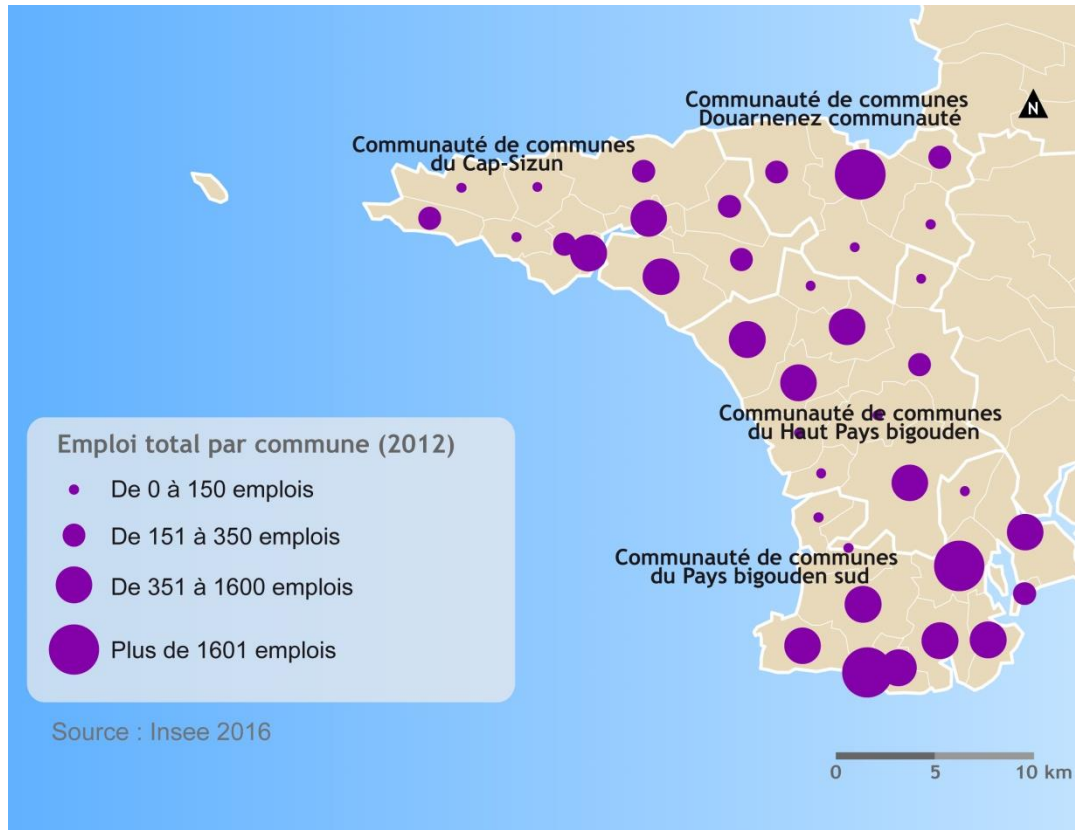 Communauté de communes
Douarnenez communauté
N
Communauté de communes
du Cap-Sizun
Communauté de communes
du Haut Pays bigouden
Communauté de communes
du Pays bigouden sud
Emploi total par commune (2012)
De 0 à 150 emplois
De 151 à 350 emplois
De 351 à 1600 emplois
Plus de 1601 emplois
Source : Insee 2016
0 5 10 km